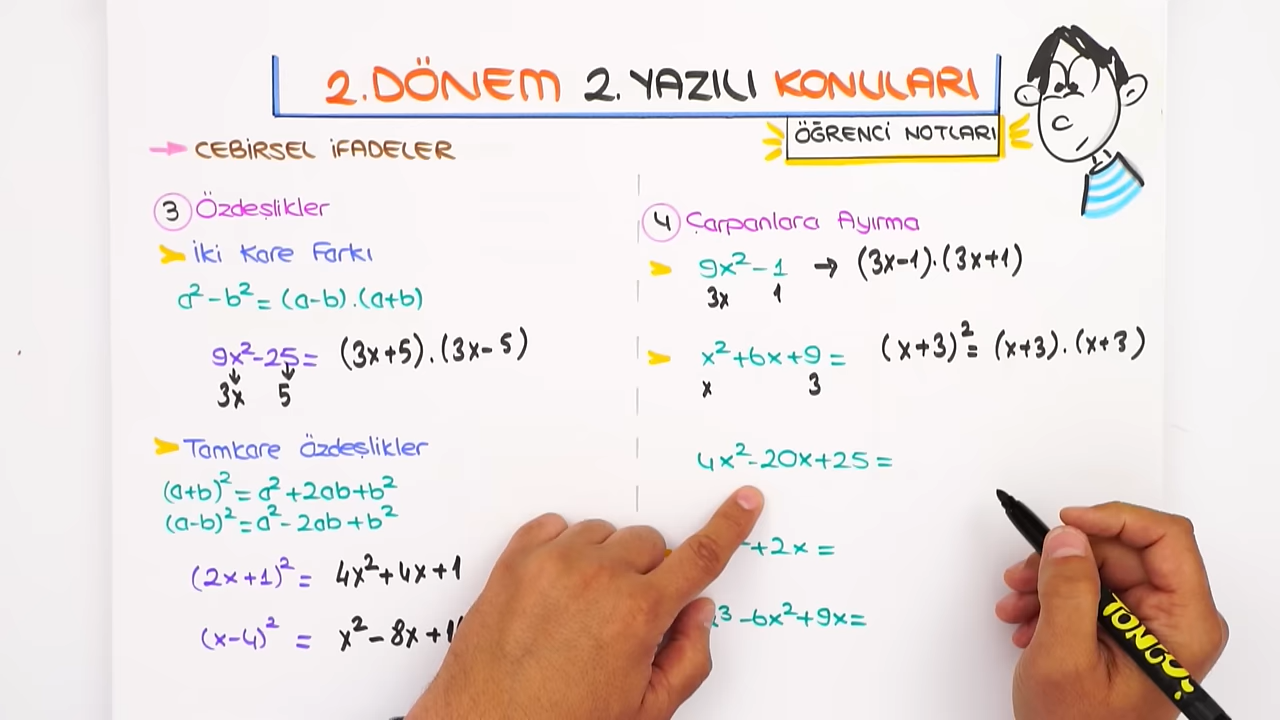 2. DÖNEM 2. YAZILI KONULARI
ÖĞRENCİ NOTLARI
→ CEBİRSEL İFADELER
3 Özdeşlikler
➤ İki Kare Farkı
a² - b² = (a-b).(a+b)
9x²-25= (3x+5).(3x-5)
3x 5
➤ Tamkare Özdeşlikler
(a+b)² = a² + 2ab + b²
(a-b)² = a² - 2ab + b²
(2x+1)² = 4x²+4x+1
(x-4)² = x²-8x+1
4 Çarpanlara Ayırma
➤ 9x²-1 → (3x-1).(3x+1)
3x 1
➤ x²+6x+9 = (x+3)² = (x+3).(x+3)
x 3
4x²-20x+25 =
+2x =
³-6x²+9x=
TONGUÇ